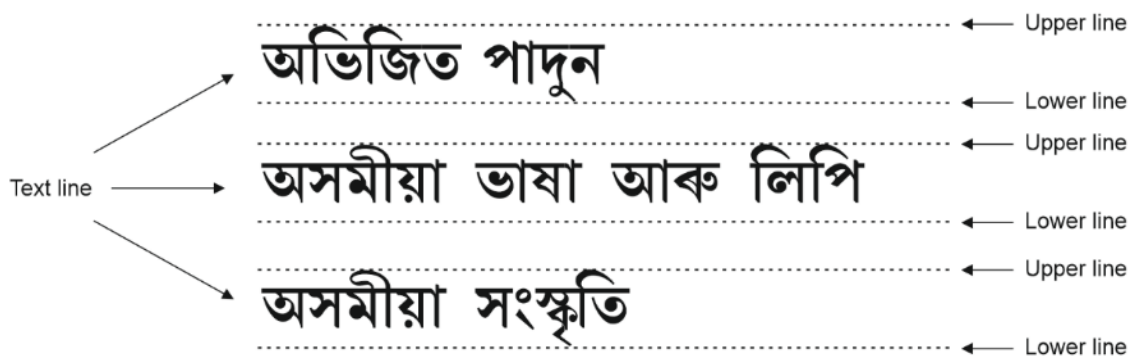 Upper line
অভিজিত পাদুন
Lower line
Upper line
Text line
অসমীয়া ভাষা আৰু লিপি
Lower line
Upper line
অসমীয়া সংস্কৃতি
Lower line